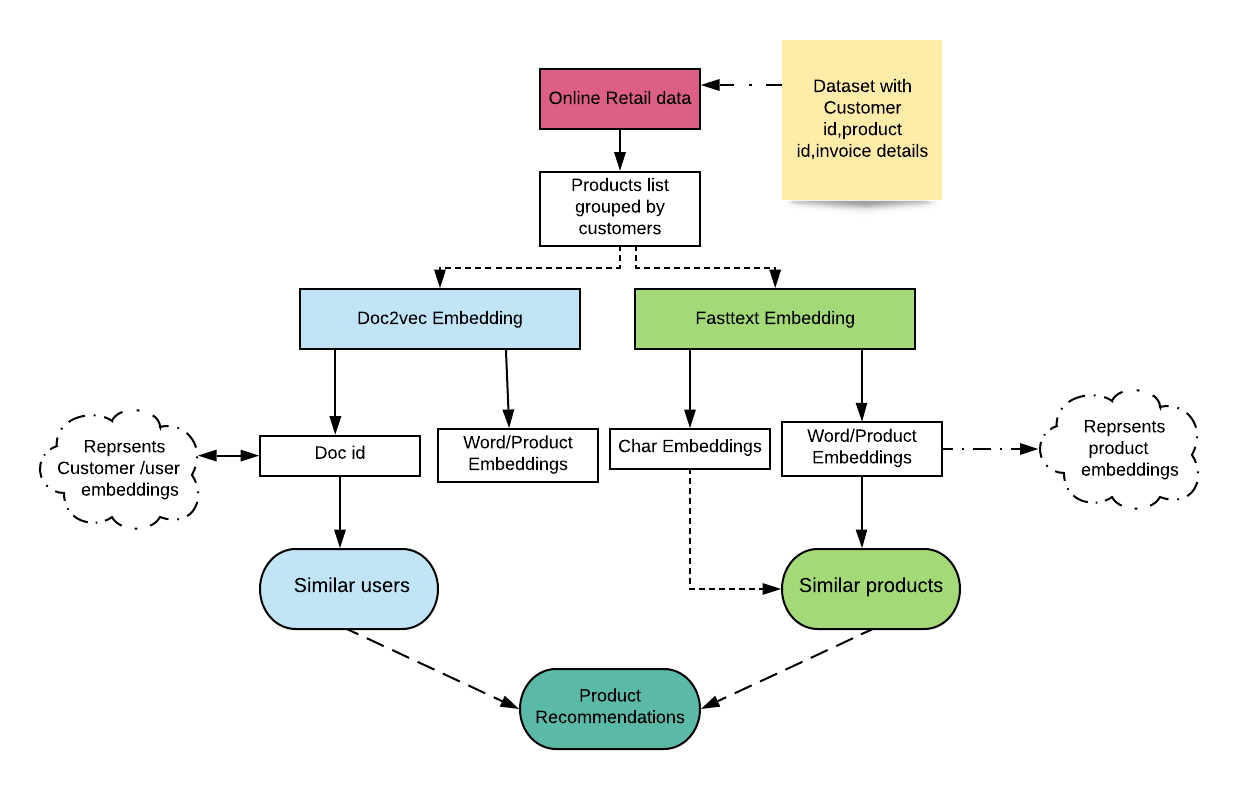 Online Retail data
Dataset with
Customer
id,product
id,invoice details
Products list
grouped by
customers
Doc2vec Embedding
Fasttext Embedding
Reprsents
Customer /user
embeddings
Doc id
Word/Product
Embeddings
Char Embeddings
Word/Product
Embeddings
Reprsents
product
embeddings
Similar users
Similar products
Product
Recommendations